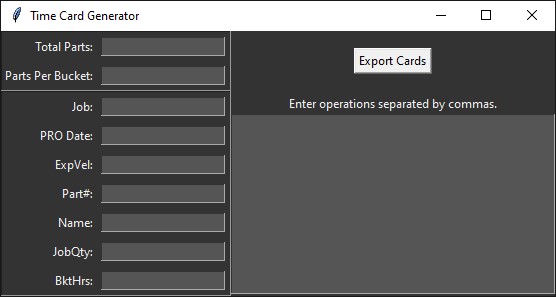 Time Card Generator
Total Parts:
Parts Per Bucket:
Job:
PRO Date:
ExpVel:
Part#:
Name:
JobQty:
BktHrs:
Export Cards
Enter operations separated by commas.